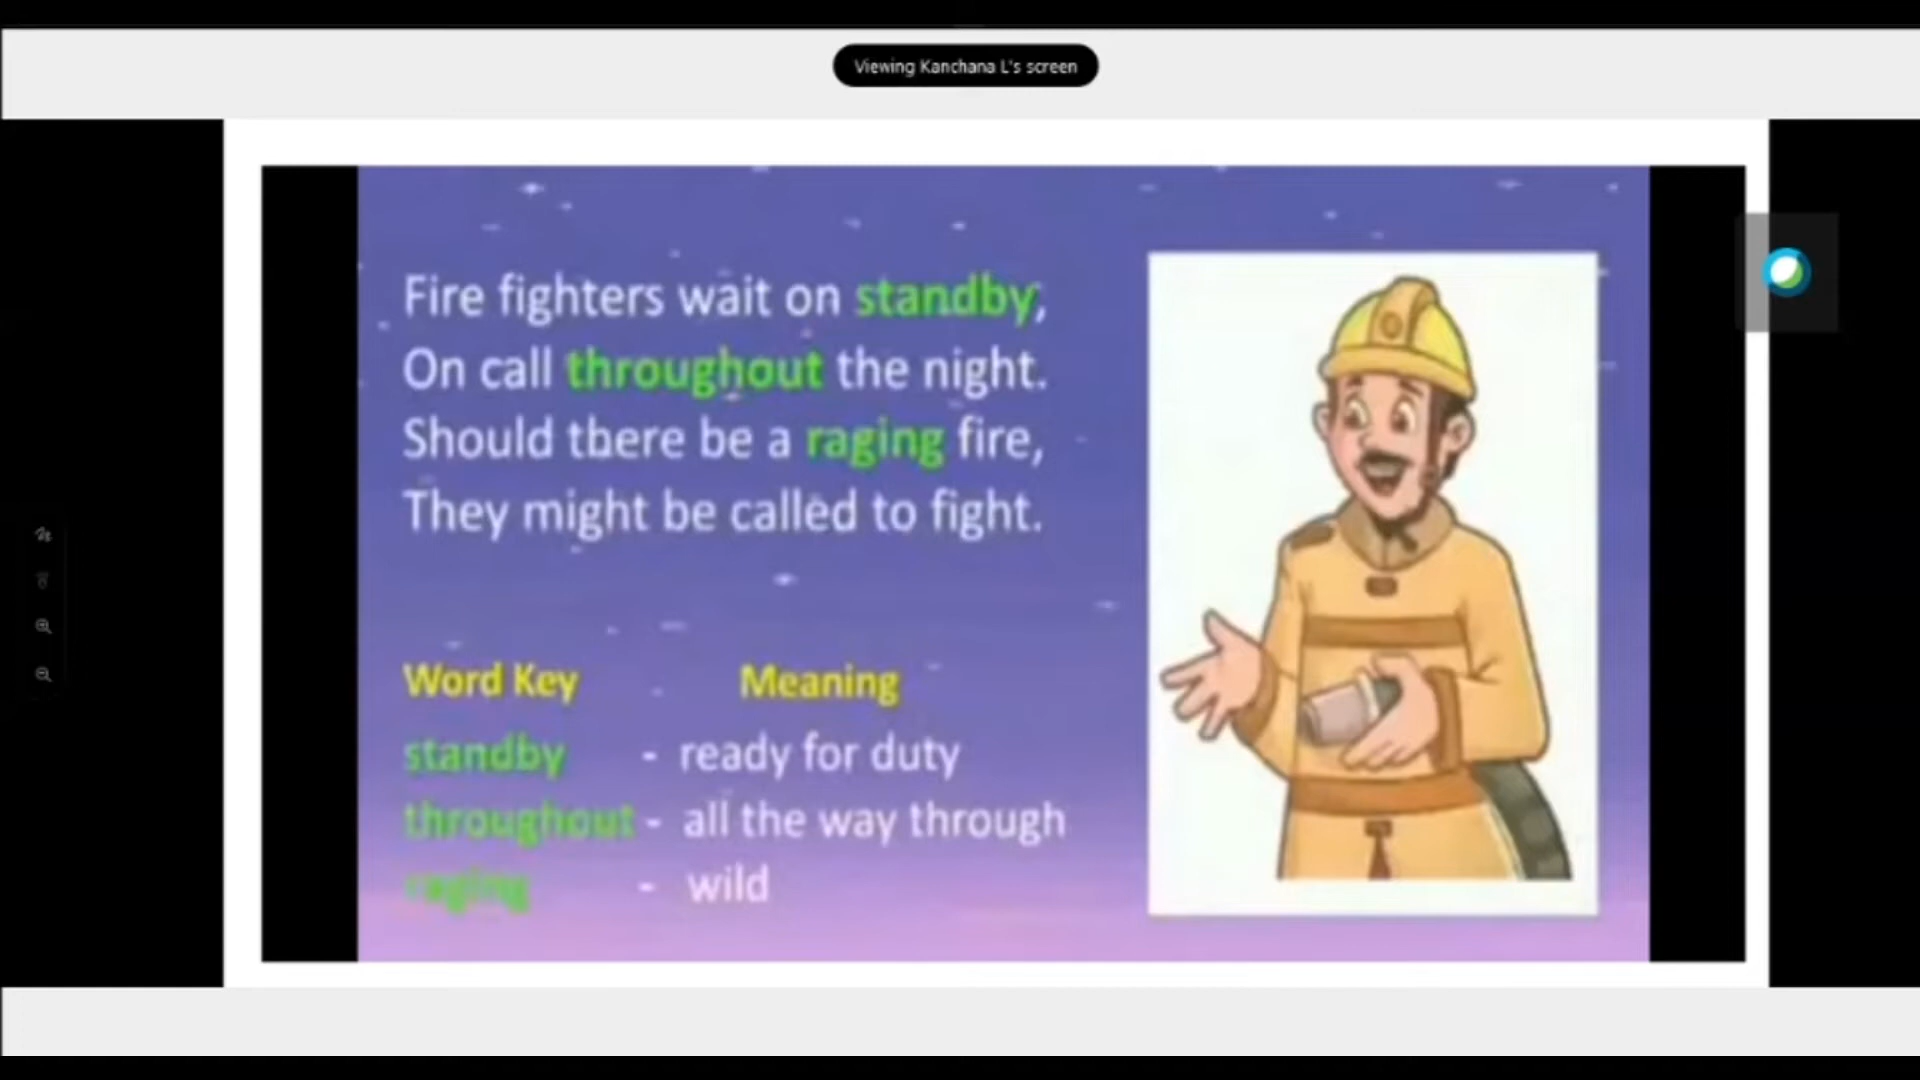 Viewing Kanchana L's screen
Fire fighters wait on standby,
On call throughout the night.
Should there be a raging fire,
They might be called to fight.
Word Key - Meaning
standby - ready for duty
throughout - all the way through
raging - wild